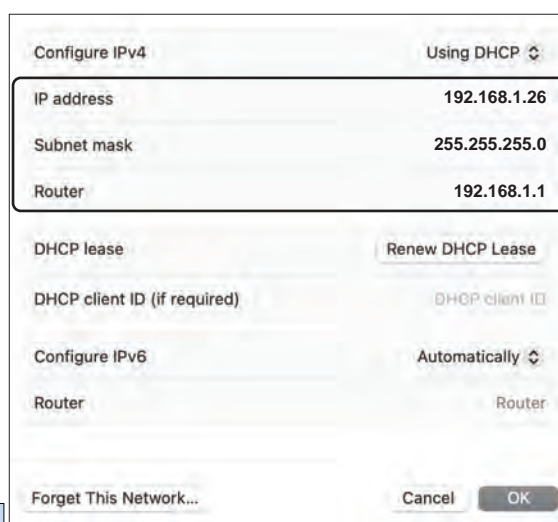 Configure IPv4 Using DHCP
IP address 192.168.1.26
Subnet mask 255.255.255.0
Router 192.168.1.1
DHCP lease Renew DHCP Lease
DHCP client ID (if required) DHCP client ID
Configure IPv6 Automatically
Router Router
Forget This Network... Cancel OK